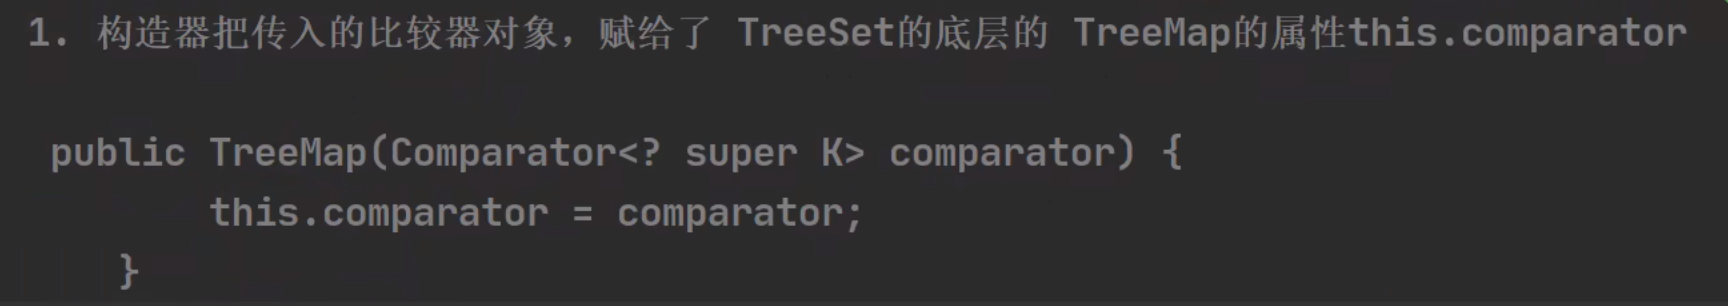 1. 构造器把传入的比较器对象，赋给了 TreeSet的底层的 TreeMap的属性this.comparator
public TreeMap(Comparator<? super K> comparator) {
this.comparator = comparator;
}